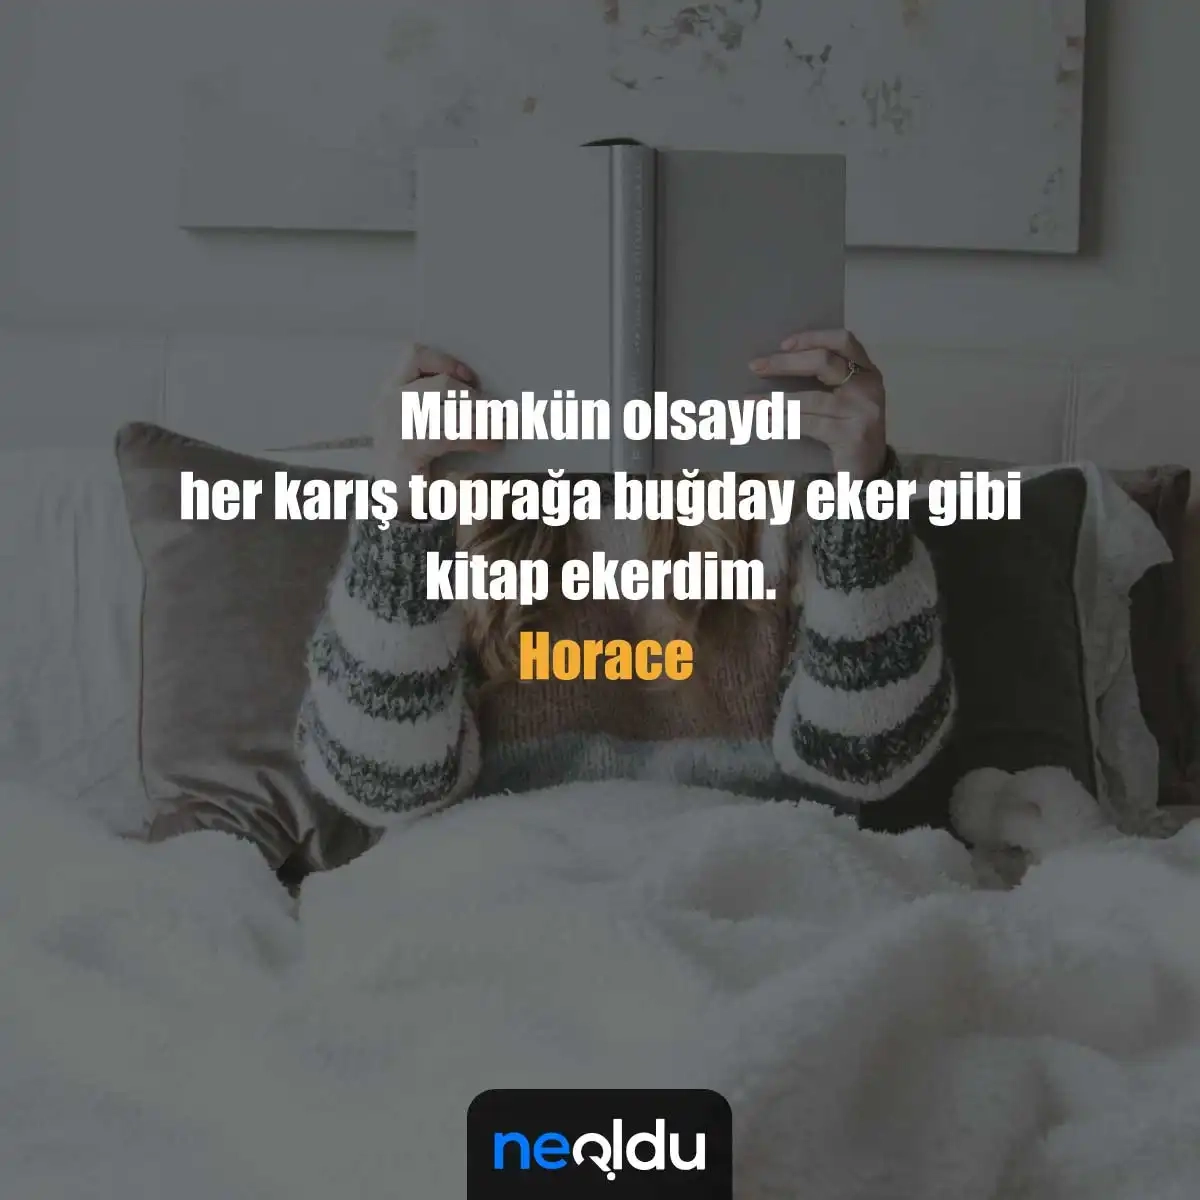 Mümkün olsaydı
her karış toprağa buğday eker gibi
kitap ekerdim.
Horace
neoldu